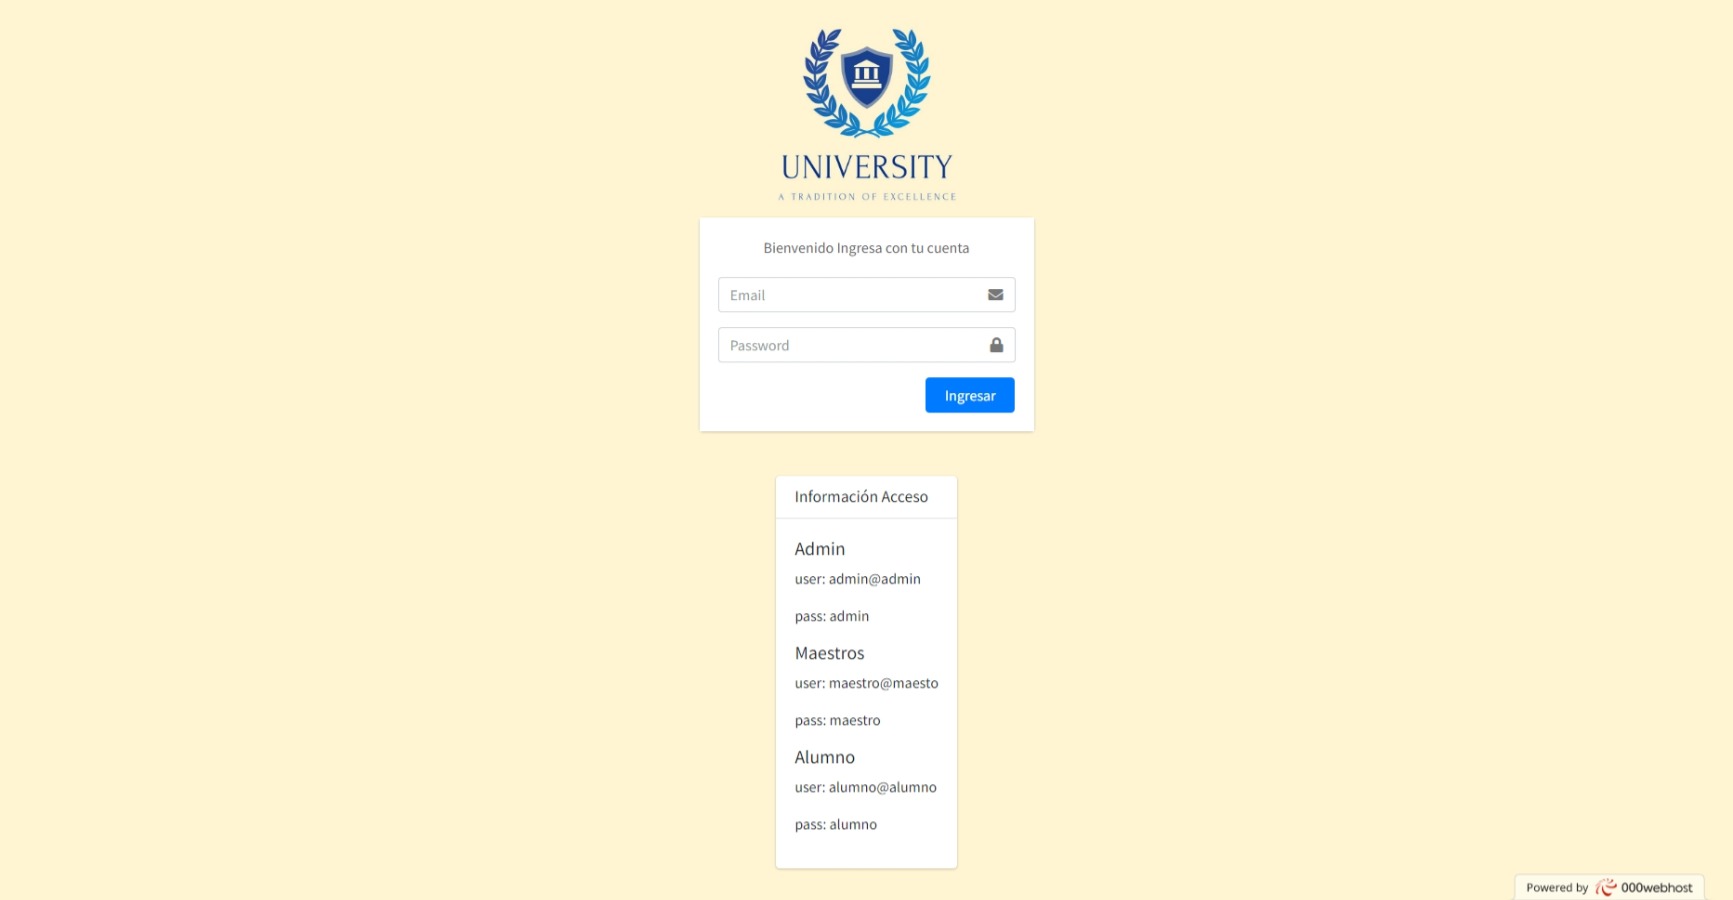 UNIVERSITY
A TRADITION OF EXCELLENCE
Bienvenido Ingresa con tu cuenta
Email
Password
Ingresar
Información Acceso
Admin
user: admin@admin
pass: admin
Maestros
user: maestro@maesto
pass: maestro
Alumno
user: alumno@alumno
pass: alumno
Powered by 000webhost